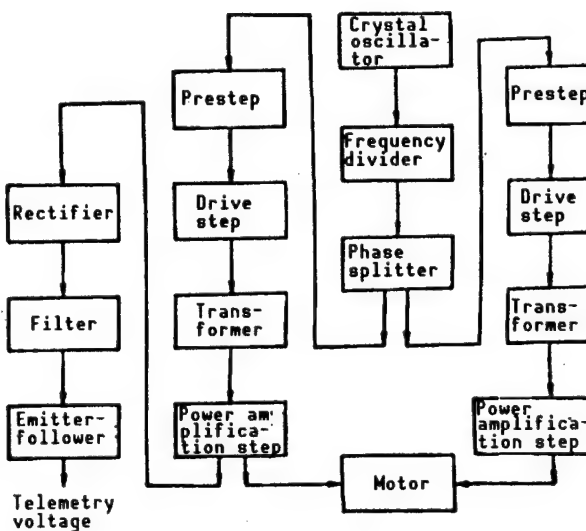 Crystal
oscilla-
tor
Prestep
Prestep
Frequency
divider
Rectifier
Drive
step
Drive
step
Phase
splitter
Filter
Trans-
former
Trans-
former
Emitter-
follower
Power am-
plifica-
tion step
Power
amplifica-
tion step
Motor
Telemetry
voltage